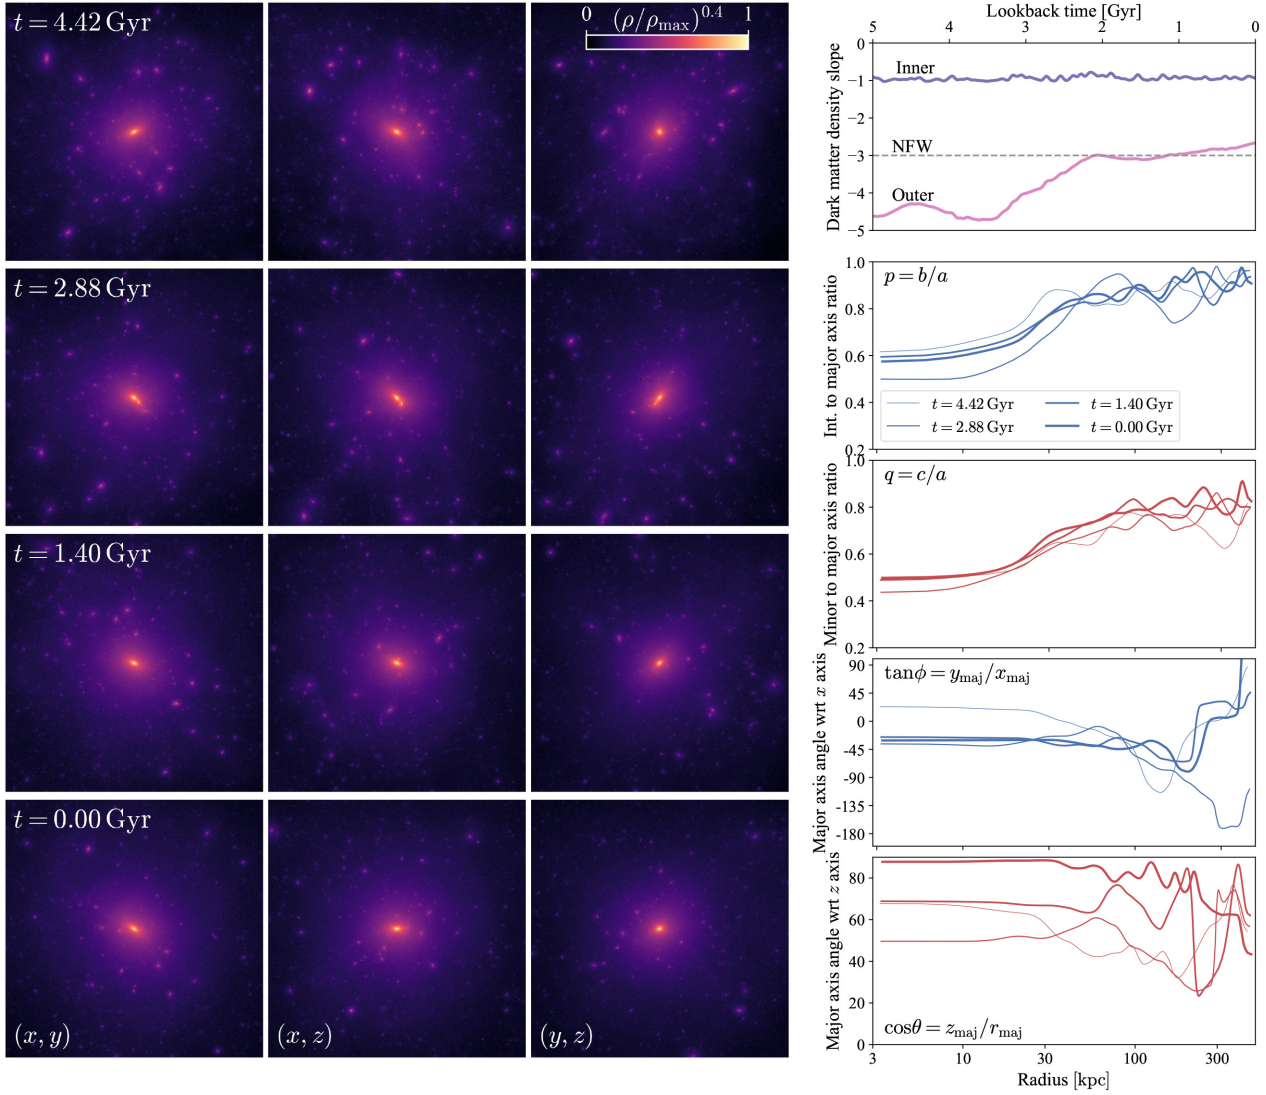 t = 4.42 Gyr
0 (ρ/ρmax)^0.4 1
t = 2.88 Gyr
t = 1.40 Gyr
t = 0.00 Gyr
(x, y)
(x, z)
(y, z)
Lookback time [Gyr]
5 4 3 2 1 0
Dark matter density slope
0
−1
−3
−4
−5
Inner
NFW
Outer
Int. to major axis ratio
1.0
0.8
0.6
0.4
0.2
p = b/a
t = 4.42 Gyr
t = 2.88 Gyr
t = 1.40 Gyr
t = 0.00 Gyr
Minor to major axis ratio
1.0
0.8
0.6
0.4
0.2
q = c/a
Major axis angle wrt x axis
90
45
0
-45
-90
-135
-180
tanϕ = ymaj/xmaj
Major axis angle wrt z axis
80
60
40
20
0
cosθ = zmaj/rmaj
3 10 30 100 300
Radius [kpc]